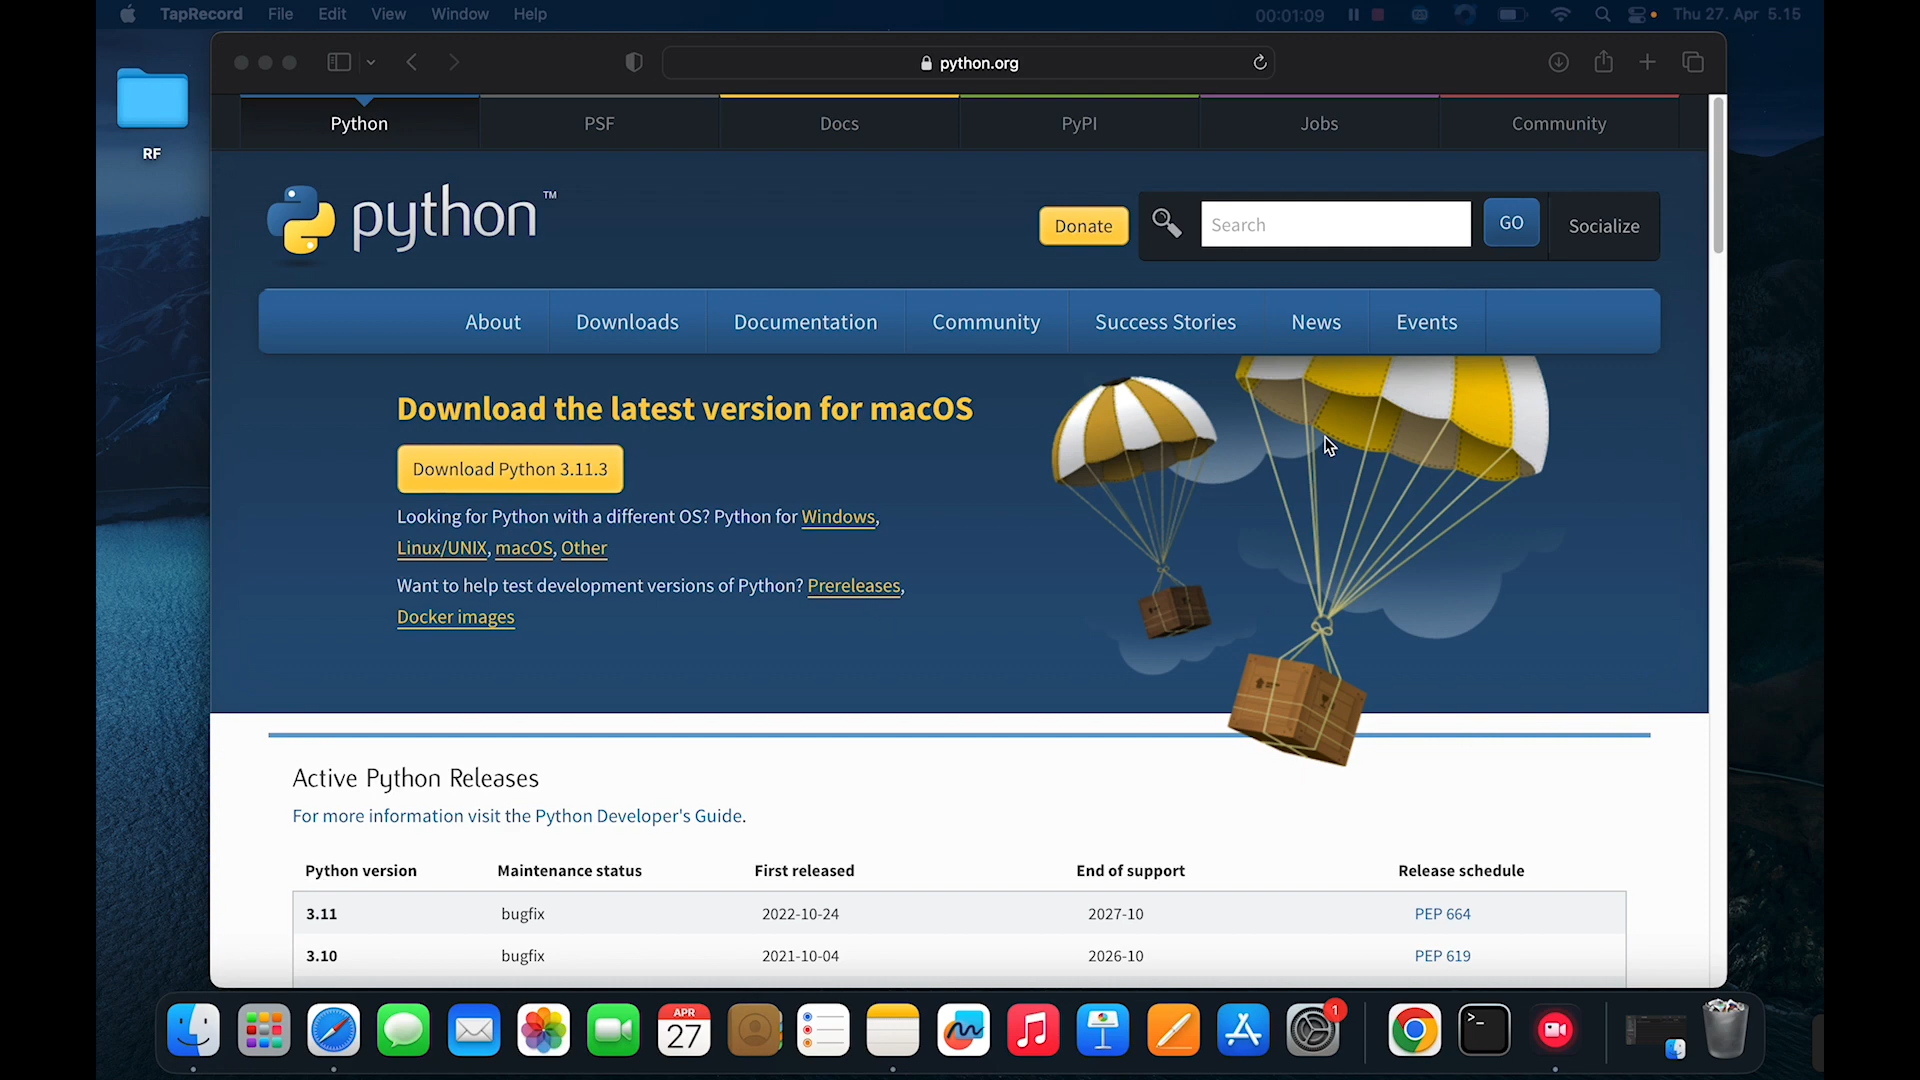 TapRecord File Edit View Window Help 00:01:09 Thu 27. Apr 5.15
RF
python.org
Python PSF Docs PyPI Jobs Community
python™
Donate Search GO Socialize
About Downloads Documentation Community Success Stories News Events
Download the latest version for macOS
Download Python 3.11.3
Looking for Python with a different OS? Python for Windows,
Linux/UNIX, macOS, Other
Want to help test development versions of Python? Prereleases,
Docker images
Active Python Releases
For more information visit the Python Developer's Guide.
Python version Maintenance status First released End of support Release schedule
3.11 bugfix 2022-10-24 2027-10 PEP 664
3.10 bugfix 2021-10-04 2026-10 PEP 619
APR
27
1
>_